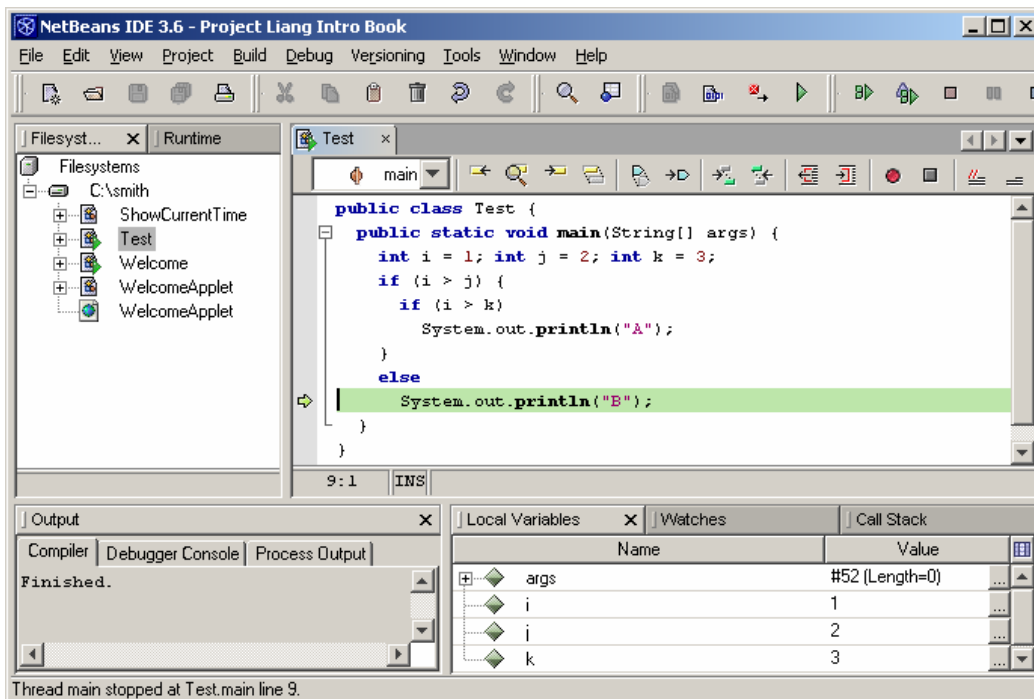 NetBeans IDE 3.6 - Project Liang Intro Book
File Edit View Project Build Debug Versioning Tools Window Help
Filesyst... Runtime
Filesystems
C:\smith
ShowCurrentTime
Test
Welcome
WelcomeApplet
WelcomeApplet
Test
main
public class Test {
public static void main(String[] args) {
int i = 1; int j = 2; int k = 3;
if (i > j) {
if (i > k)
System.out.println("A");
}
else
System.out.println("B");
}
}
9:1 INS
Output
Compiler Debugger Console Process Output
Finished.
Local Variables Watches Call Stack
Name Value
args #52 (Length=0) ...
i 1 ...
j 2 ...
k 3 ...
Thread main stopped at Test.main line 9.